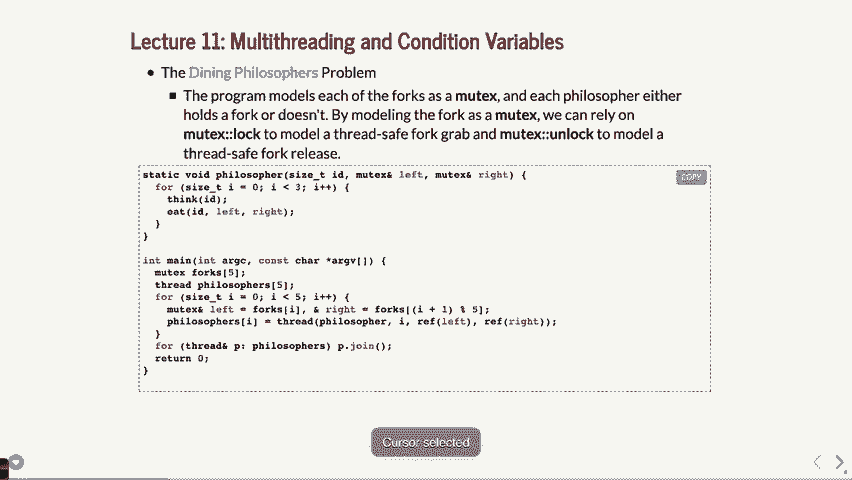 Lecture 11: Multithreading and Condition Variables
• The Dining Philosophers Problem
▪ The program models each of the forks as a mutex, and each philosopher either
holds a fork or doesn't. By modeling the fork as a mutex, we can rely on
mutex::lock to model a thread-safe fork grab and mutex::unlock to model a
thread-safe fork release.
COPY
static void philosopher(size_t id, mutex& left, mutex& right) {
  for (size_t i = 0; i < 3; i++) {
    think(id);
    eat(id, left, right);
  }
}

int main(int argc, const char *argv[]) {
  mutex forks[5];
  thread philosophers[5];
  for (size_t i = 0; i < 5; i++) {
    mutex& left = forks[i], & right = forks[(i + 1) % 5];
    philosophers[i] = thread(philosopher, i, ref(left), ref(right));
  }
  for (thread& p: philosophers) p.join();
  return 0;
}
Cursor selected